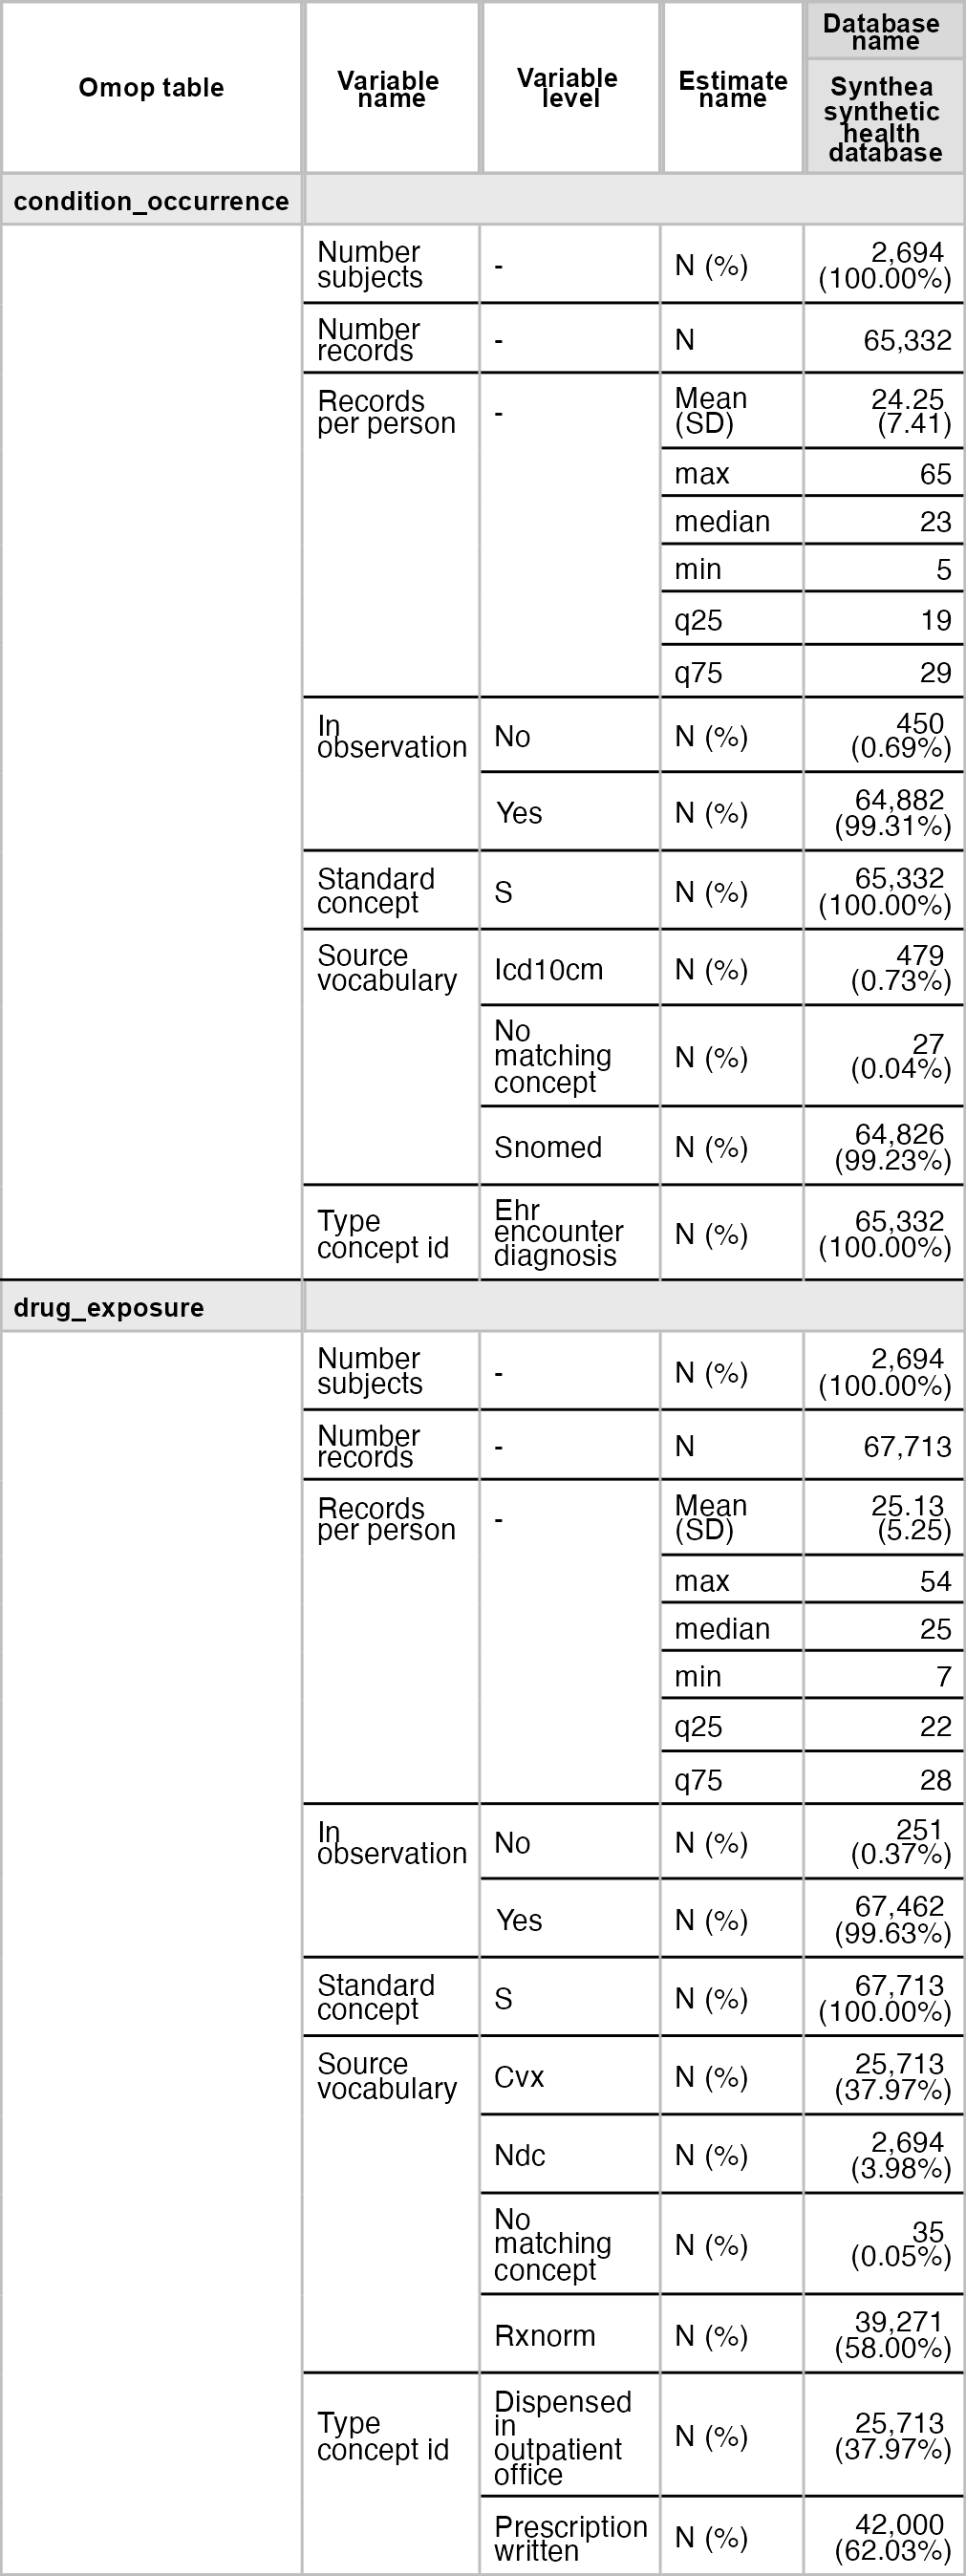 Omop table
Variable
name
Variable
level
Estimate
name
Database
name
Synthea
synthetic
health
database
condition_occurrence
Number
subjects
-
N (%)
2,694
(100.00%)
Number
records
-
N
65,332
Records
per person
-
Mean
(SD)
24.25
(7.41)
max
65
median
23
min
5
q25
19
q75
29
In
observation
No
N (%)
450
(0.69%)
Yes
N (%)
64,882
(99.31%)
Standard
concept
S
N (%)
65,332
(100.00%)
Source
vocabulary
Icd10cm
N (%)
479
(0.73%)
No
matching
concept
N (%)
27
(0.04%)
Snomed
N (%)
64,826
(99.23%)
Type
concept id
Ehr
encounter
diagnosis
N (%)
65,332
(100.00%)
drug_exposure
Number
subjects
-
N (%)
2,694
(100.00%)
Number
records
-
N
67,713
Records
per person
-
Mean
(SD)
25.13
(5.25)
max
54
median
25
min
7
q25
22
q75
28
In
observation
No
N (%)
251
(0.37%)
Yes
N (%)
67,462
(99.63%)
Standard
concept
S
N (%)
67,713
(100.00%)
Source
vocabulary
Cvx
N (%)
25,713
(37.97%)
Ndc
N (%)
2,694
(3.98%)
No
matching
concept
N (%)
35
(0.05%)
Rxnorm
N (%)
39,271
(58.00%)
Type
concept id
Dispensed
in
outpatient
office
N (%)
25,713
(37.97%)
Prescription
written
N (%)
42,000
(62.03%)